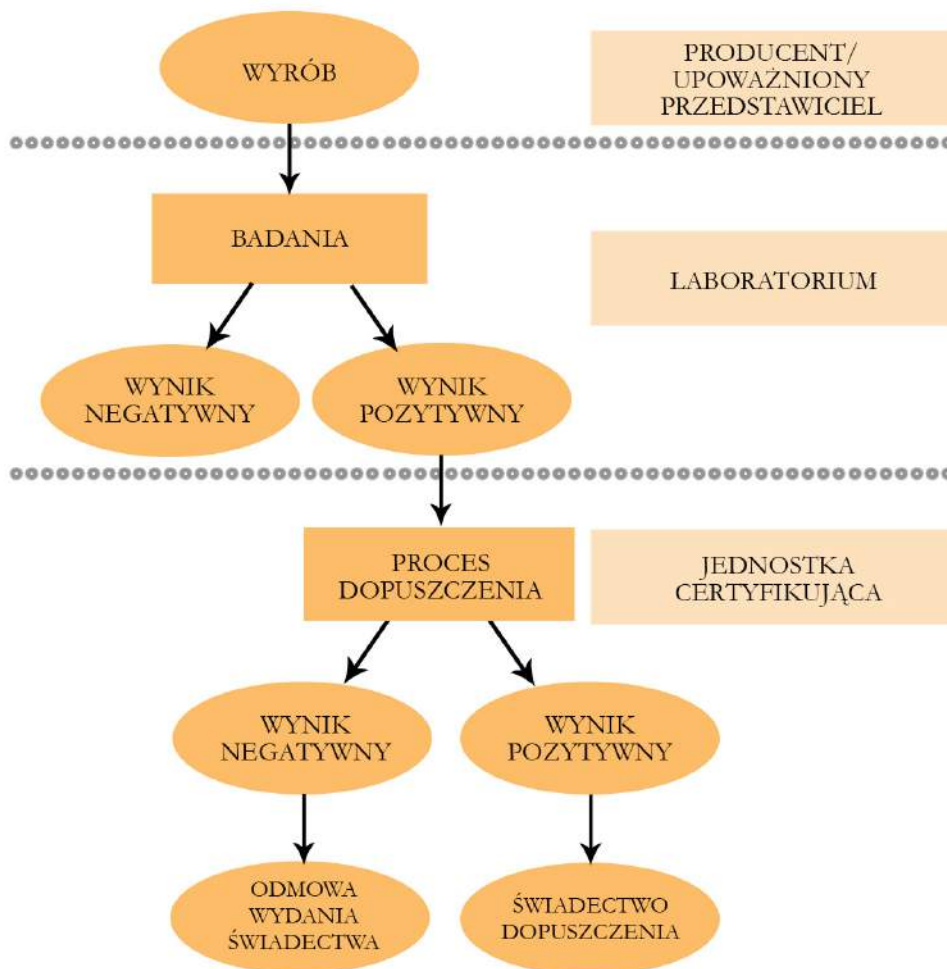 WYRÓB
PRODUCENT/
UPOWAŻNIONY
PRZEDSTAWICIEL
BADANIA
LABORATORIUM
WYNIK
NEGATYWNY
WYNIK
POZYTYWNY
PROCES
DOPUSZCZENIA
JEDNOSTKA
CERTYFIKUJĄCA
WYNIK
NEGATYWNY
WYNIK
POZYTYWNY
ODMOWA
WYDANIA
ŚWIADECTWA
ŚWIADECTWO
DOPUSZCZENIA